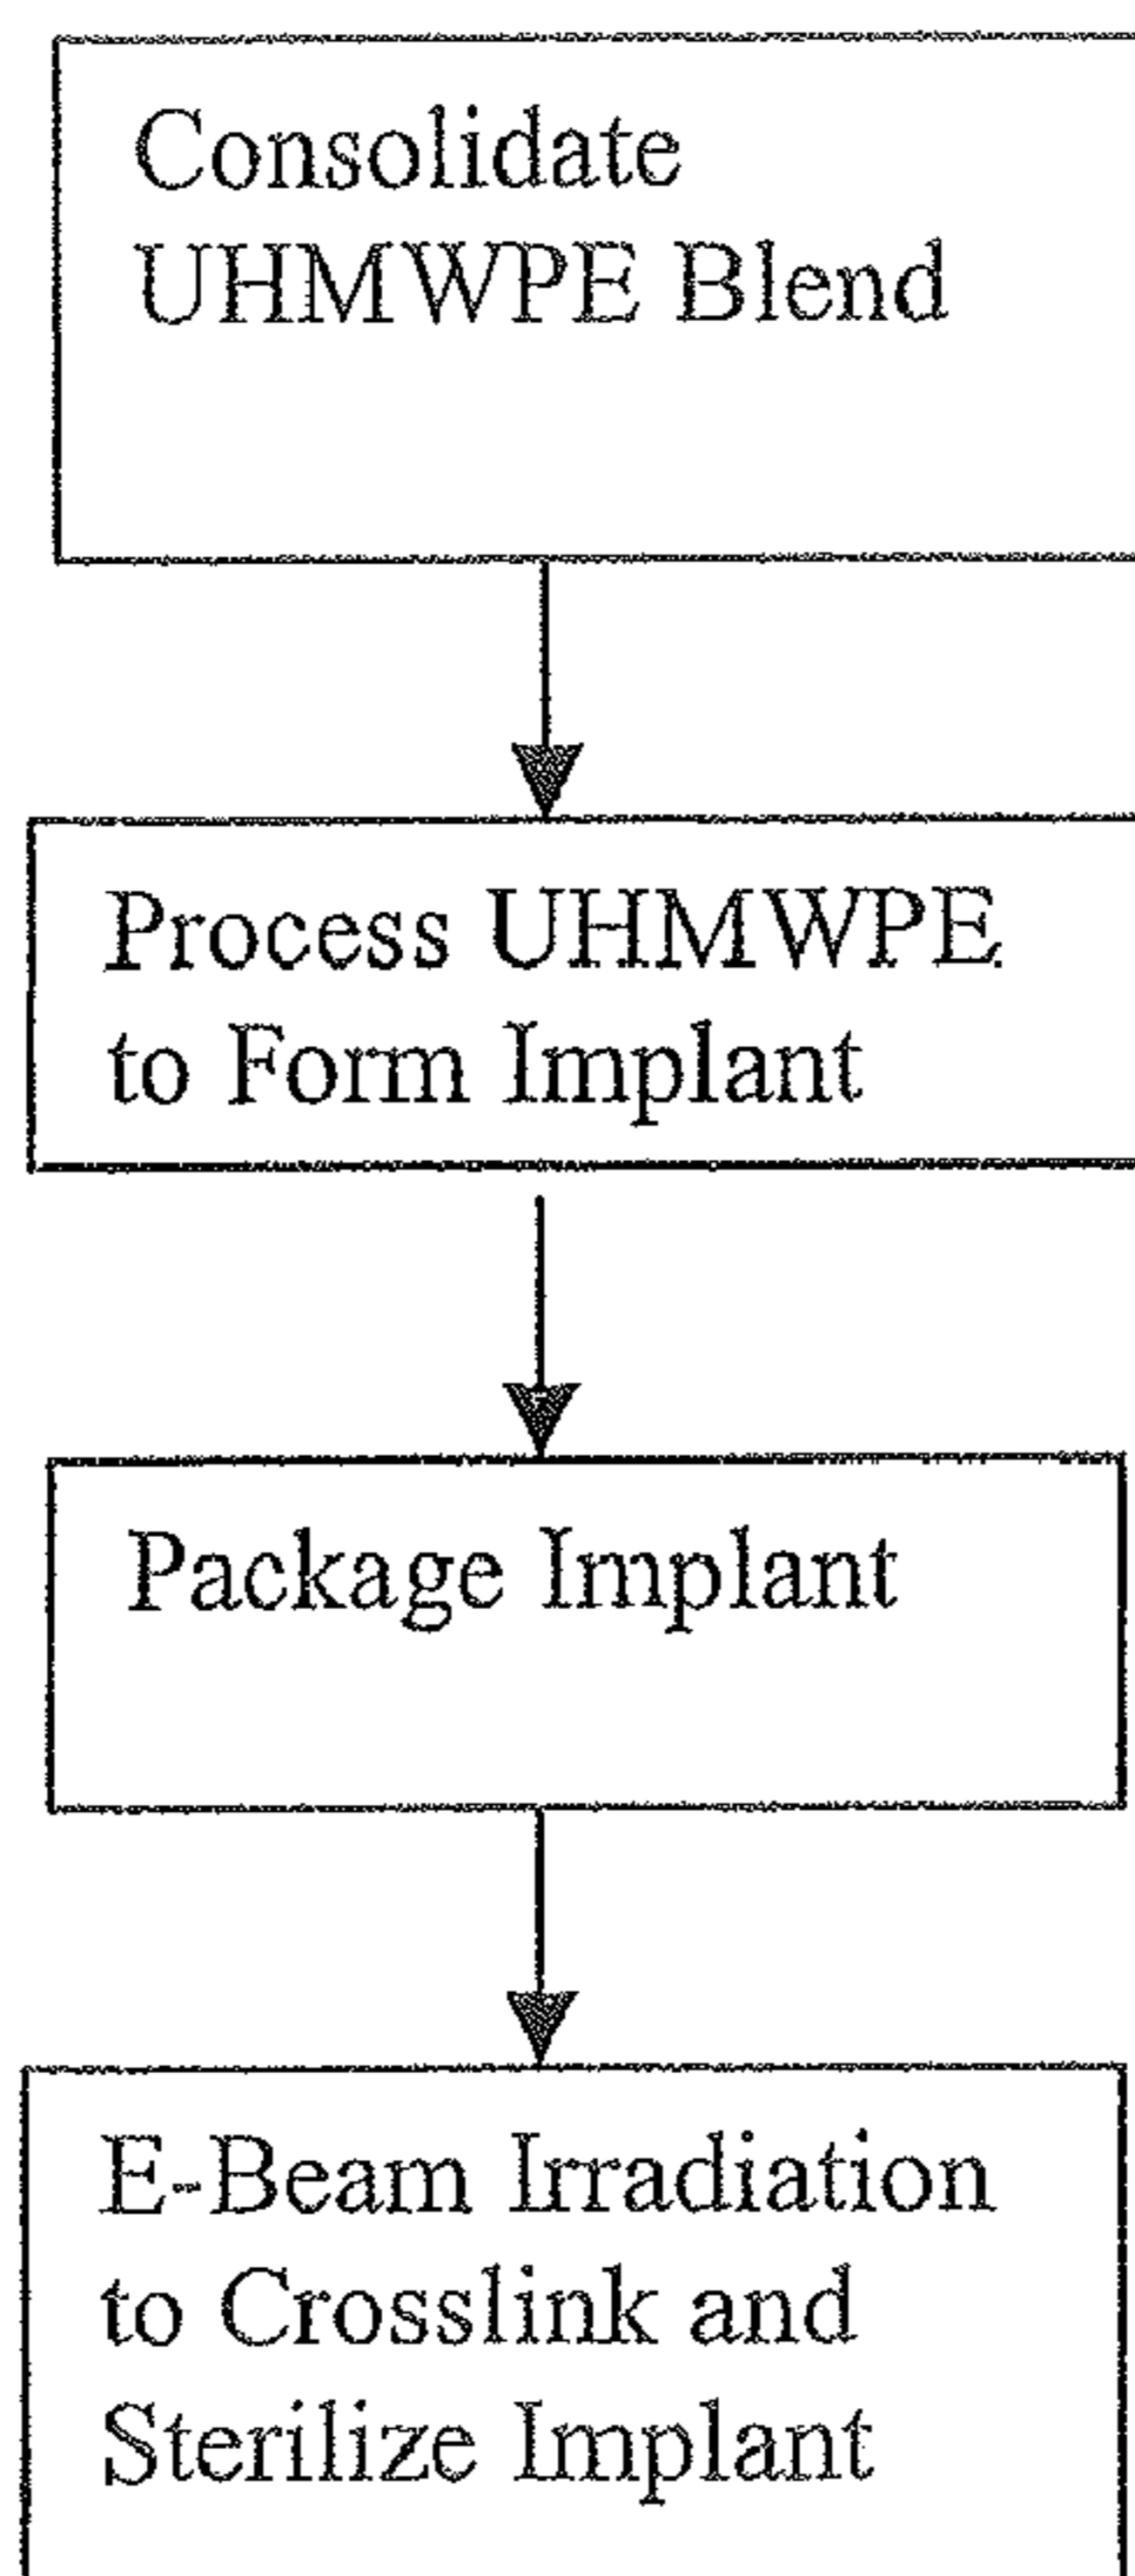 Consolidate
UHMWPE Blend
Process UHMWPE
to Form Implant
Package Implant
E-Beam Irradiation
to Crosslink and
Sterilize Implant